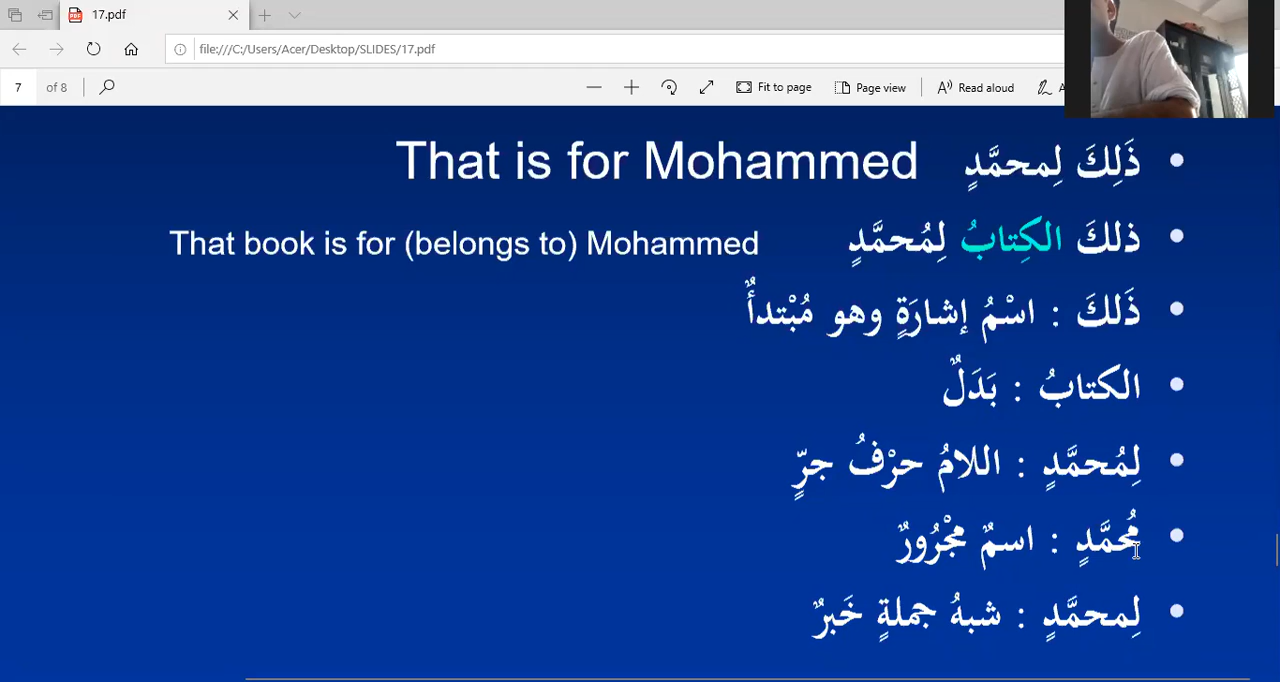 17.pdf
file:///C:/Users/Acer/Desktop/SLIDES/17.pdf
7 of 8 Fit to page Page view Read aloud
ذَلِكَ لِمحمَّدٍ That is for Mohammed
ذلكَ الكِتابُ لِمُحمَّدٍ That book is for (belongs to) Mohammed
ذَلكَ : اسْمُ إشارَةٍ وهو مُبْتدأٌ
الكتابُ : بَدَلٌ
لِمُحمَّدٍ : اللامُ حرْفُ جرٍّ
مُحمَّدٍ : اسمٌ مجْرُورٌ
لِمحمَّدٍ : شبهُ جملةٍ خَبرٌ